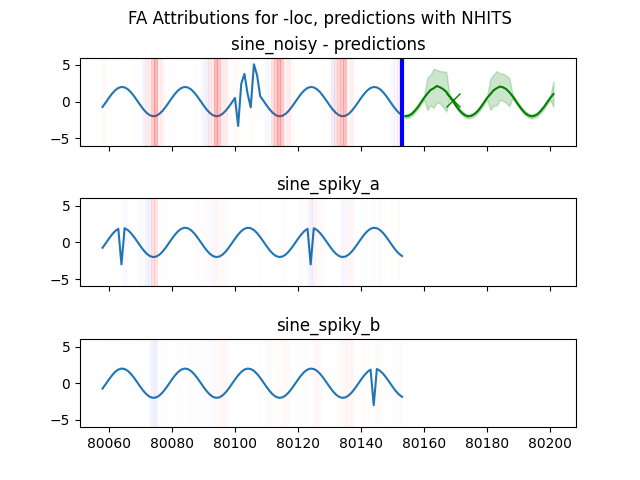 FA Attributions for -loc, predictions with NHITS
sine_noisy - predictions
5
0
−5
sine_spiky_a
5
0
−5
sine_spiky_b
5
0
−5
80060 80080 80100 80120 80140 80160 80180 80200